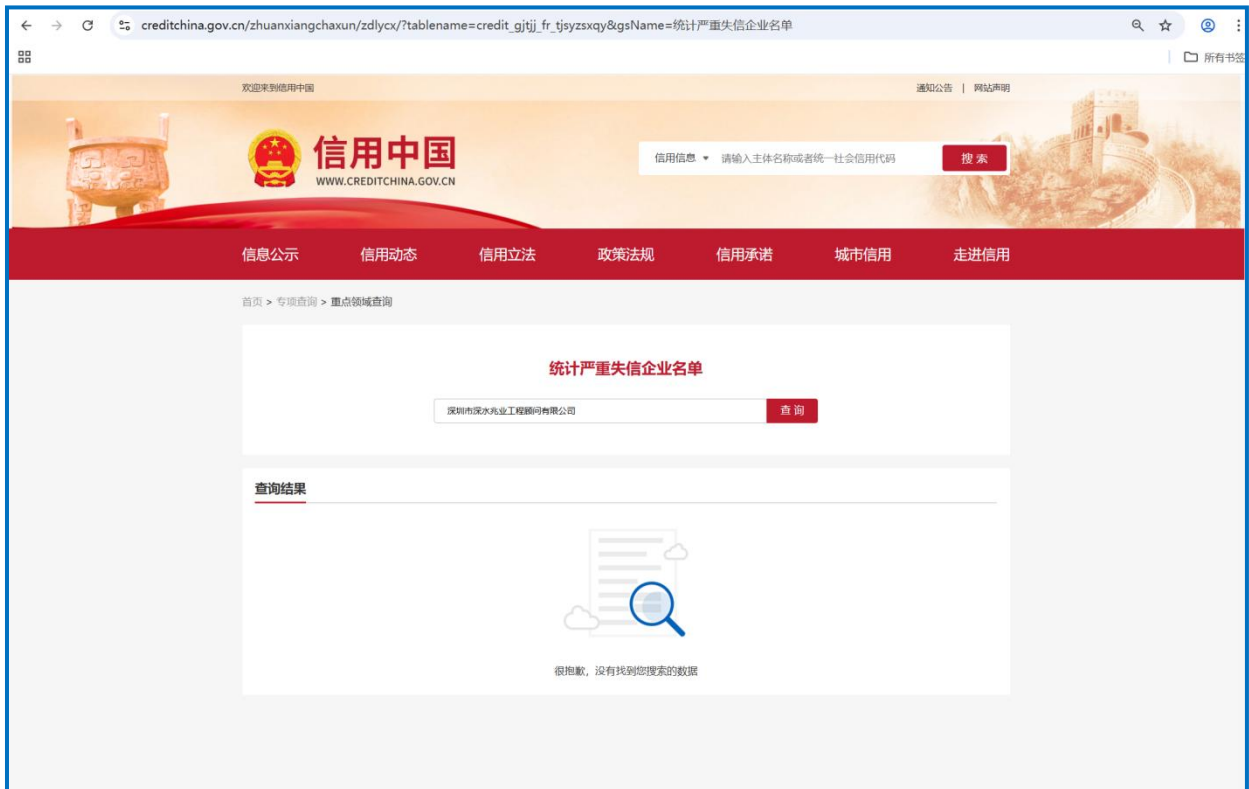 creditchina.gov.cn/zhuanxiangchaxun/zdlycx/?tablename=credit_gjtjj_fr_tjsyzsxqy&gsName=统计严重失信企业名单
所有书签
欢迎来到信用中国
通知公告 | 网站声明
信用中国
WWW.CREDITCHINA.GOV.CN
信用信息 请输入主体名称或者统一社会信用代码 搜索
信息公示 信用动态 信用立法 政策法规 信用承诺 城市信用 走进信用
首页 > 专项查询 > 重点领域查询
统计严重失信企业名单
深圳市深水兆业工程顾问有限公司 查询
查询结果
很抱歉，没有找到您搜索的数据